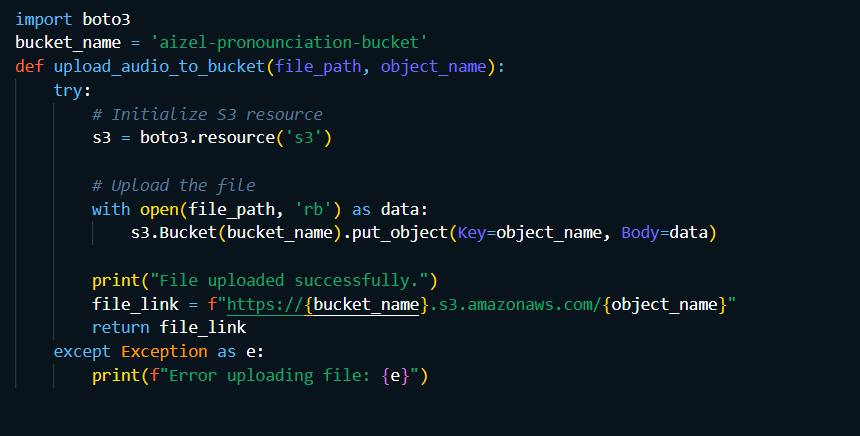 import boto3
bucket_name = 'aizel-pronounciation-bucket'
def upload_audio_to_bucket(file_path, object_name):
    try:
        # Initialize S3 resource
        s3 = boto3.resource('s3')

        # Upload the file
        with open(file_path, 'rb') as data:
            s3.Bucket(bucket_name).put_object(Key=object_name, Body=data)

        print("File uploaded successfully.")
        file_link = f"https://{bucket_name}.s3.amazonaws.com/{object_name}"
        return file_link
    except Exception as e:
        print(f"Error uploading file: {e}")